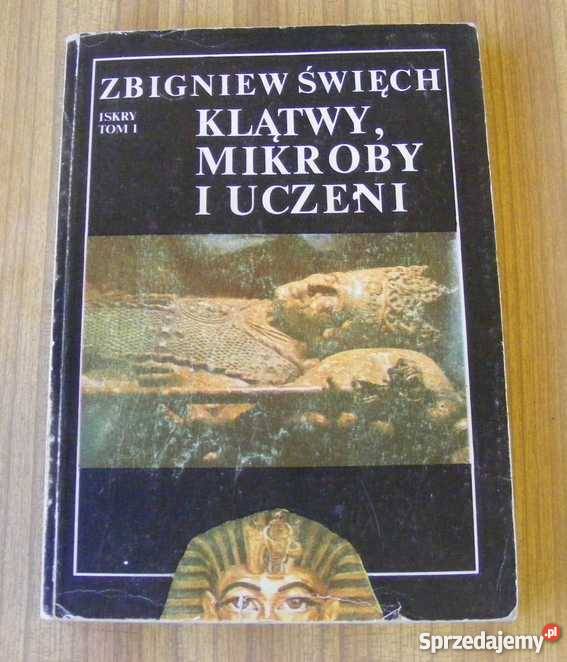 ZBIGNIEW ŚWIĘCH
ISKRY
TOM I
KLĄTWY,
MIKROBY
I UCZENI
Sprzedajemy.pl